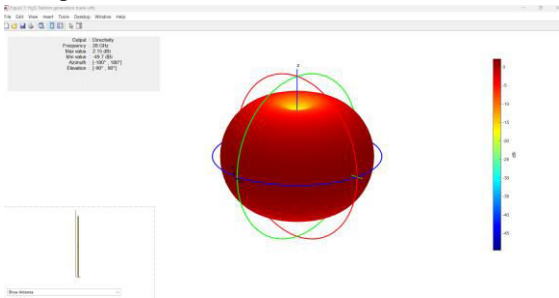 File Edit View Insert Tools Desktop Window Help
Output : Directivity
Frequency : 28 GHz
Max value : 2.15 dBi
Min value : -49.7 dBi
Azimuth : [-180° , 180°]
Elevation : [-90° , 90°]
z
-5
-10
-15
-20
-25
-30
-35
-40
-45
Show Antenna